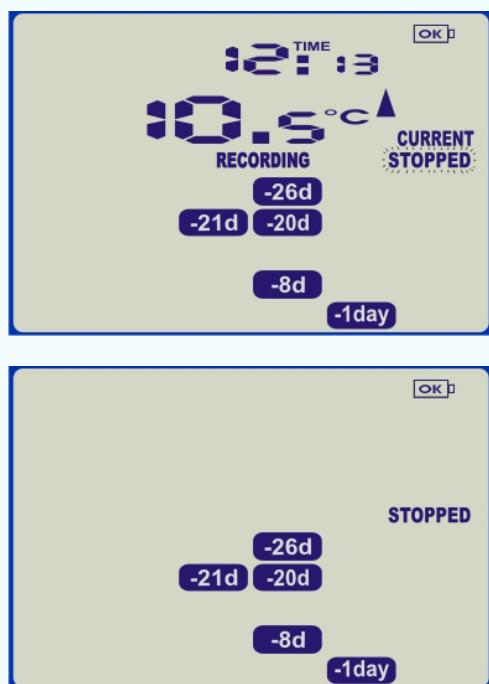 OK
TIME
12:13
10.5°C
CURRENT
RECORDING STOPPED
-26d
-21d -20d
-8d
-1day
OK
STOPPED
-26d
-21d -20d
-8d
-1day